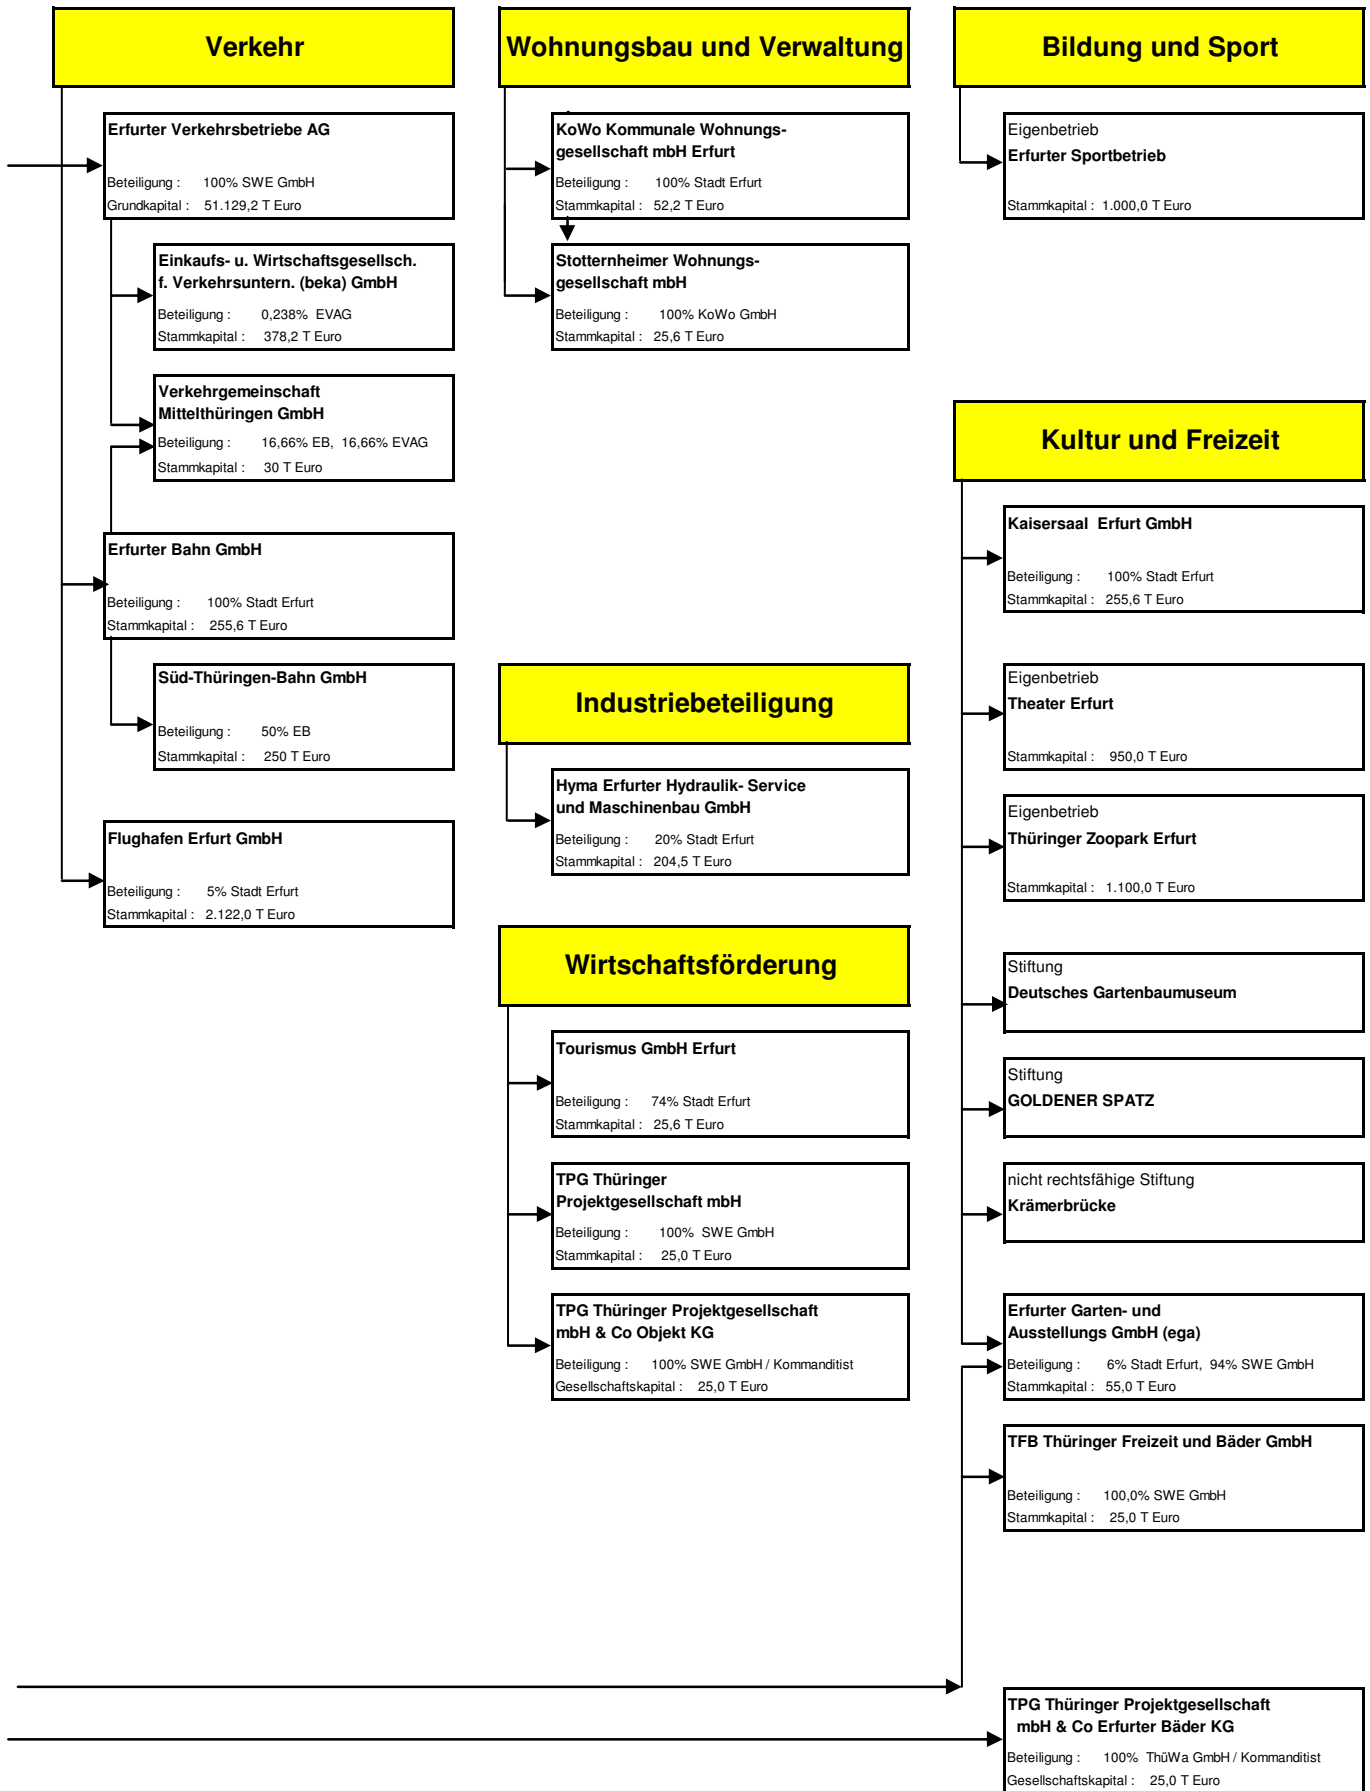 Verkehr
Erfurter Verkehrsbetriebe AG
Beteiligung : 100% SWE GmbH
Grundkapital : 51.129,2 T Euro
Einkaufs- u. Wirtschaftsgesellsch.
f. Verkehrsuntern. (beka) GmbH
Beteiligung : 0,238% EVAG
Stammkapital : 378,2 T Euro
Verkehrgemeinschaft
Mittelthüringen GmbH
Beteiligung : 16,66% EB, 16,66% EVAG
Stammkapital : 30 T Euro
Erfurter Bahn GmbH
Beteiligung : 100% Stadt Erfurt
Stammkapital : 255,6 T Euro
Süd-Thüringen-Bahn GmbH
Beteiligung : 50% EB
Stammkapital : 250 T Euro
Flughafen Erfurt GmbH
Beteiligung : 5% Stadt Erfurt
Stammkapital : 2.122,0 T Euro
Wohnungsbau und Verwaltung
KoWo Kommunale Wohnungs-
gesellschaft mbH Erfurt
Beteiligung : 100% Stadt Erfurt
Stammkapital : 52,2 T Euro
Stotternheimer Wohnungs-
gesellschaft mbH
Beteiligung : 100% KoWo GmbH
Stammkapital : 25,6 T Euro
Industriebeteiligung
Hyma Erfurter Hydraulik- Service
und Maschinenbau GmbH
Beteiligung : 20% Stadt Erfurt
Stammkapital : 204,5 T Euro
Wirtschaftsförderung
Tourismus GmbH Erfurt
Beteiligung : 74% Stadt Erfurt
Stammkapital : 25,6 T Euro
TPG Thüringer
Projektgesellschaft mbH
Beteiligung : 100% SWE GmbH
Stammkapital : 25,0 T Euro
TPG Thüringer Projektgesellschaft
mbH & Co Objekt KG
Beteiligung : 100% SWE GmbH / Kommanditist
Gesellschaftskapital : 25,0 T Euro
Bildung und Sport
Eigenbetrieb
Erfurter Sportbetrieb
Stammkapital : 1.000,0 T Euro
Kultur und Freizeit
Kaisersaal Erfurt GmbH
Beteiligung : 100% Stadt Erfurt
Stammkapital : 255,6 T Euro
Eigenbetrieb
Theater Erfurt
Stammkapital : 950,0 T Euro
Eigenbetrieb
Thüringer Zoopark Erfurt
Stammkapital : 1.100,0 T Euro
Stiftung
Deutsches Gartenbaumuseum
Stiftung
GOLDENER SPATZ
nicht rechtsfähige Stiftung
Krämerbrücke
Erfurter Garten- und
Ausstellungs GmbH (ega)
Beteiligung : 6% Stadt Erfurt, 94% SWE GmbH
Stammkapital : 55,0 T Euro
TFB Thüringer Freizeit und Bäder GmbH
Beteiligung : 100,0% SWE GmbH
Stammkapital : 25,0 T Euro
TPG Thüringer Projektgesellschaft
mbH & Co Erfurter Bäder KG
Beteiligung : 100% ThüWa GmbH / Kommanditist
Gesellschaftskapital : 25,0 T Euro